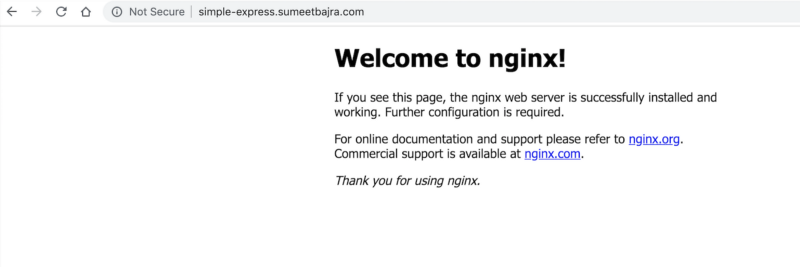 Not Secure simple-express.sumeetbajra.com
Welcome to nginx!
If you see this page, the nginx web server is successfully installed and
working. Further configuration is required.
For online documentation and support please refer to nginx.org.
Commercial support is available at nginx.com.
Thank you for using nginx.